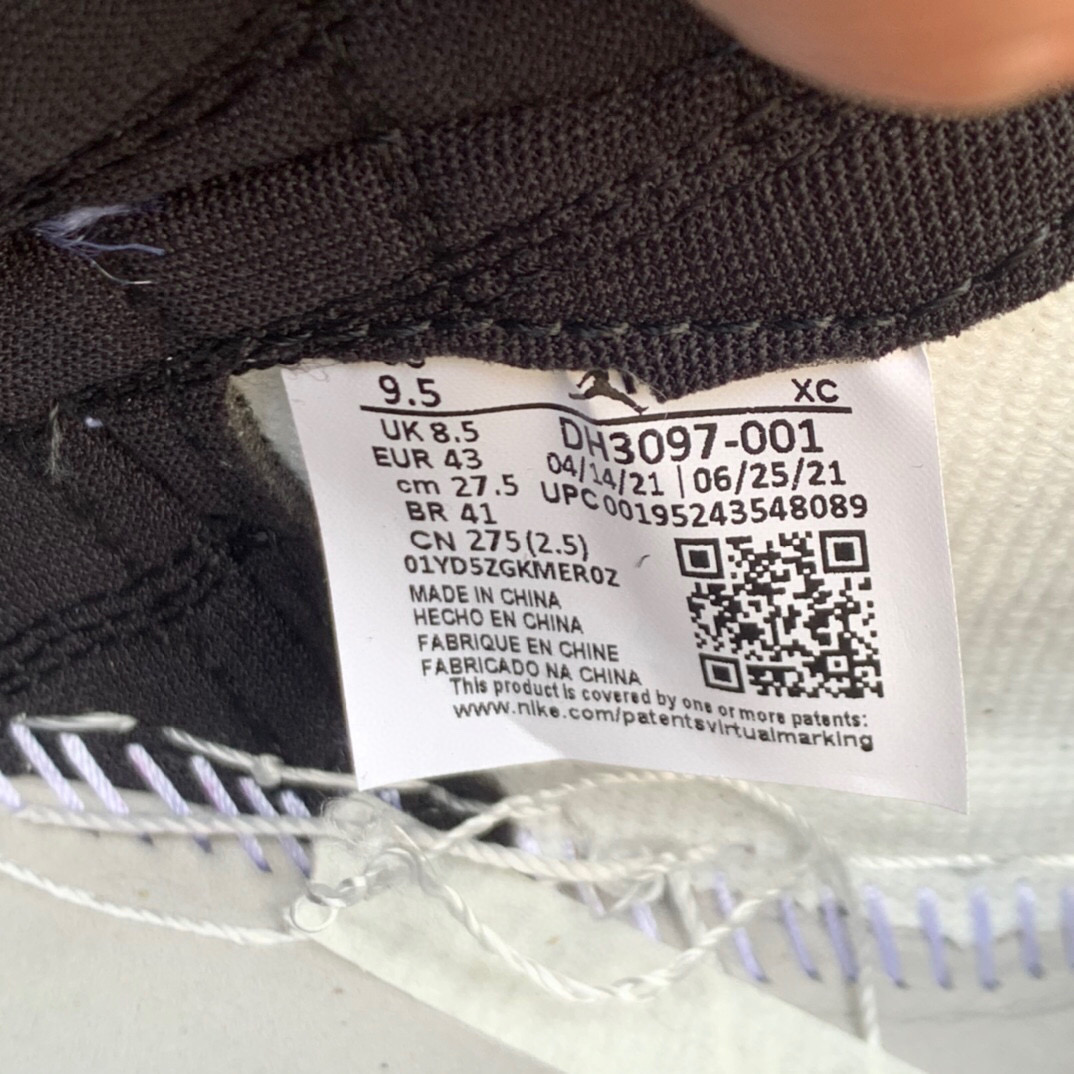 9.5
XC
UK 8.5
DH3097-001
EUR 43
04/14/21 | 06/25/21
cm 27.5
UPC 00195243548089
BR 41
CN 275(2.5)
01YD5ZGKMER0Z
MADE IN CHINA
HECHO EN CHINA
FABRIQUE EN CHINE
FABRICADO NA CHINA
This product is covered by one or more patents:
www.nike.com/patentsvirtualmarking